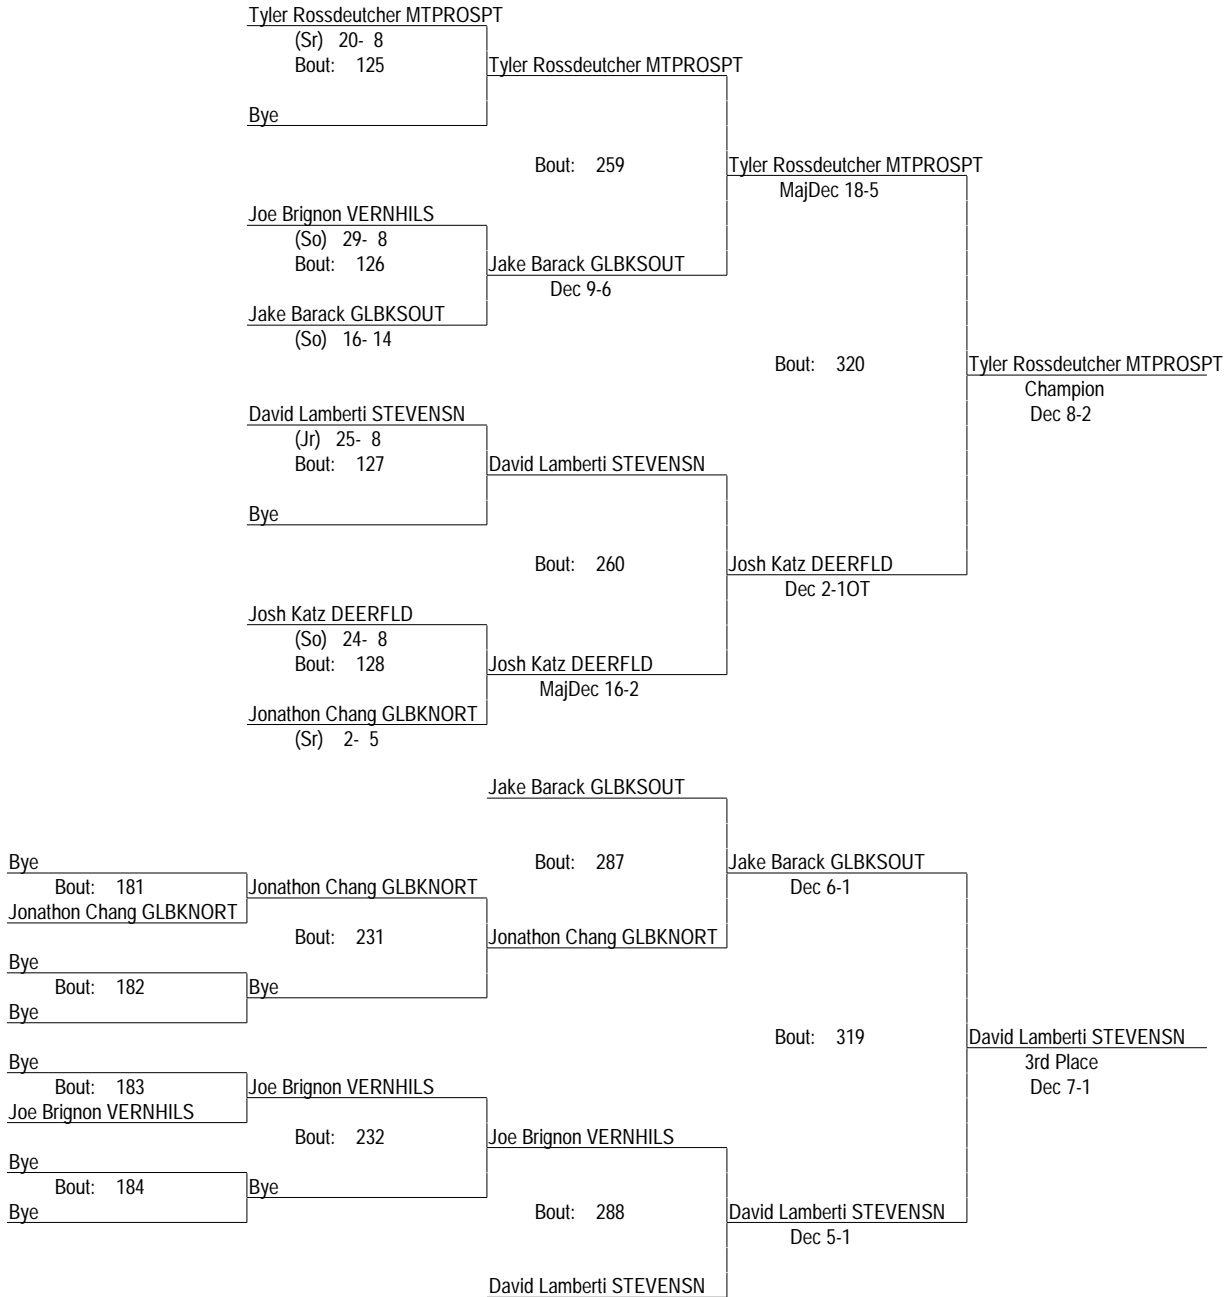 Tyler Rossdeutcher MTPROSPT
(Sr) 20- 8
Bout: 125
Tyler Rossdeutcher MTPROSPT
Bye
Bout: 259
Tyler Rossdeutcher MTPROSPT
MajDec 18-5
Joe Brignon VERNHILS
(So) 29- 8
Bout: 126
Jake Barack GLBKSOUT
Dec 9-6
Jake Barack GLBKSOUT
(So) 16- 14
Bout: 320
Tyler Rossdeutcher MTPROSPT
Champion
Dec 8-2
David Lamberti STEVENSN
(Jr) 25- 8
Bout: 127
David Lamberti STEVENSN
Bye
Bout: 260
Josh Katz DEERFLD
Dec 2-1OT
Josh Katz DEERFLD
(So) 24- 8
Bout: 128
Josh Katz DEERFLD
MajDec 16-2
Jonathon Chang GLBKNORT
(Sr) 2- 5
Jake Barack GLBKSOUT
Bout: 287
Jake Barack GLBKSOUT
Dec 6-1
Bye
Bout: 181
Jonathon Chang GLBKNORT
Jonathon Chang GLBKNORT
Bout: 231
Jonathon Chang GLBKNORT
Bye
Bout: 182
Bye
Bye
Bout: 319
David Lamberti STEVENSN
3rd Place
Dec 7-1
Bye
Bout: 183
Joe Brignon VERNHILS
Joe Brignon VERNHILS
Bout: 232
Joe Brignon VERNHILS
Bye
Bout: 184
Bye
Bye
Bout: 288
David Lamberti STEVENSN
Dec 5-1
David Lamberti STEVENSN